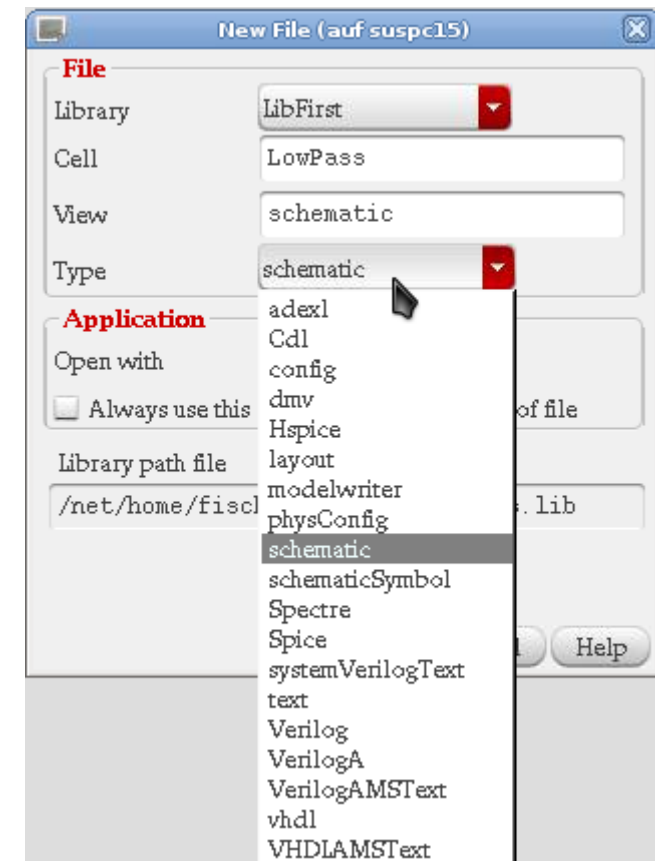 New File (auf suspc15)
File
Library LibFirst
Cell LowPass
View schematic
Type schematic
adexl
Application
Cdl
Open with config
dmv
Always use this of file
Hspice
Library path file layout
modelwriter
/net/home/fisc .lib
physConfig
schematic
schematicSymbol
Spectre
Spice
Help
systemVerilogText
text
Verilog
VerilogA
VerilogAMSText
vhdl
VHDLAMSText